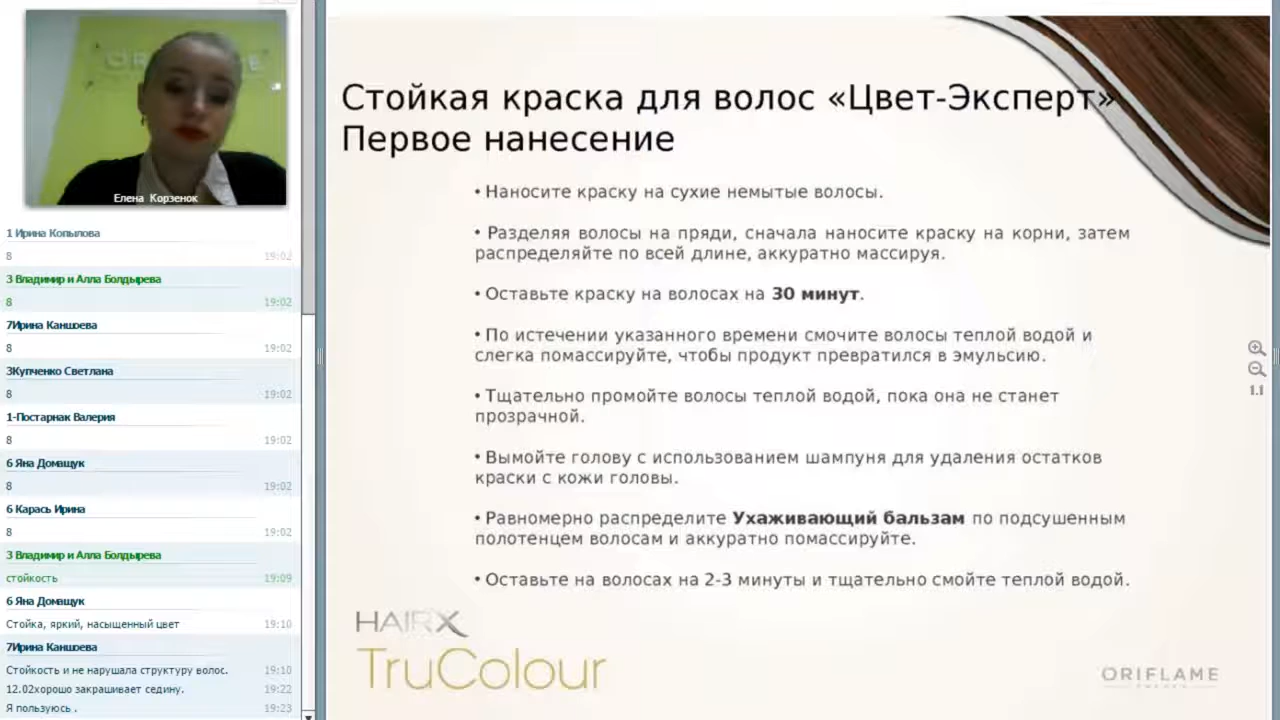 ORIFLAME
Елена Корзенок
1 Ирина Копылова
8 19:02
3 Владимир и Алла Болдырева
8 19:02
7Ирина Каншоева
8 19:02
3Купченко Светлана
8 19:02
1-Постарнак Валерия
8 19:02
6 Яна Домащук
8 19:02
6 Карась Ирина
8 19:02
3 Владимир и Алла Болдырева
стойкость 19:09
6 Яна Домащук
Стойка, яркий, насыщенный цвет 19:10
7Ирина Каншоева
Стойкость и не нарушала структуру волос. 19:10
12.02хорошо закрашивает седину. 19:22
Я пользуюсь . 19:23
Стойкая краска для волос «Цвет-Эксперт»
Первое нанесение
• Наносите краску на сухие немытые волосы.
• Разделяя волосы на пряди, сначала наносите краску на корни, затем
распределяйте по всей длине, аккуратно массируя.
• Оставьте краску на волосах на 30 минут.
• По истечении указанного времени смочите волосы теплой водой и
слегка помассируйте, чтобы продукт превратился в эмульсию.
• Тщательно промойте волосы теплой водой, пока она не станет
прозрачной.
• Вымойте голову с использованием шампуня для удаления остатков
краски с кожи головы.
• Равномерно распределите Ухаживающий бальзам по подсушенным
полотенцем волосам и аккуратно помассируйте.
• Оставьте на волосах на 2-3 минуты и тщательно смойте теплой водой.
HAIRX
TruColour
ORIFLAME
1.1